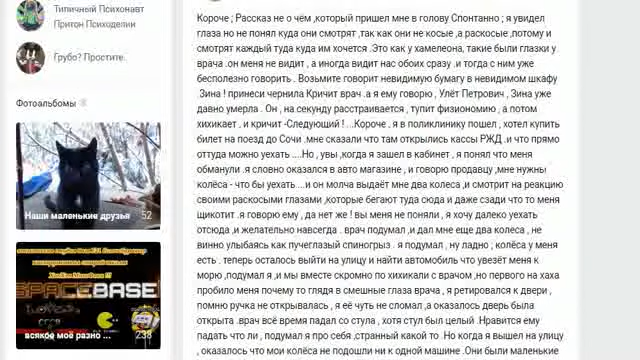 Типичный Психонавт
Притон Психоделии
Грубо? Простите.
Фотоальбомы 8
Наши маленькие друзья 52
SPACEBASE
всякое моё разно ... 238
Короче ; Рассказ не о чём ,который пришел мне в голову Спонтанно ; я увидел
глаза но не понял куда они смотрят ,так как они не косые ,а раскосые ,потому и
смотрят каждый туда куда им хочется .Это как у хамелеона, такие были глазки у
врача .он меня не видит , а иногда видит нас обоих сразу .и тогда с ним уже
бесполезно говорить . Возьмите говорит невидимую бумагу в невидимом шкафу
.Зина ! принеси чернила Кричит врач .а я ему говорю , Улёт Петрович , Зина уже
давно умерла . Он , на секунду расстраивается , тупит физиономию , а потом
хихикает . и кричит -Следующий ! ...Короче , я в поликлинику пошел , хотел купить
билет на поезд до Сочи .мне сказали что там открылись кассы РЖД .и что прямо
оттуда можно уехать ....Но , увы ,когда я зашел в кабинет , я понял что меня
обманули .я словно оказался в авто магазине , и говорю продавцу ,мне нужны
колёса - что бы уехать ....и он молча выдаёт мне два колеса ,и смотрит на реакцию
своими раскосыми глазами ,которые бегают туда сюда и даже сзади что то меня
щикотит .я говорю ему , да нет же ! вы меня не поняли , я хочу далеко уехать
отсюда ,и желательно навсегда . врач подумал ,и дал мне еще два колеса , не
винно улыбаясь как пучеглазый спиногрыз . я подумал , ну ладно ; колёса у меня
есть . теперь осталось выйти на улицу и найти автомобиль что увезёт меня к
морю ,подумал я ,и мы вместе скромно по хихикали с врачом ,но первого на хаха
пробило меня почему то глядя в смешные глаза врача , я ретировался к двери ,
помню ручка не открывалась , я её чуть не сломал ,а оказалось дверь была
открыта .врач всё время падал со стула , хотя стул был целый .Нравится ему
падать что ли , подумал я про себя .странный какой то .Но когда я вышел на улицу
, оказалось что мои колёса не подошли ни к одной машине .Они были маленькие